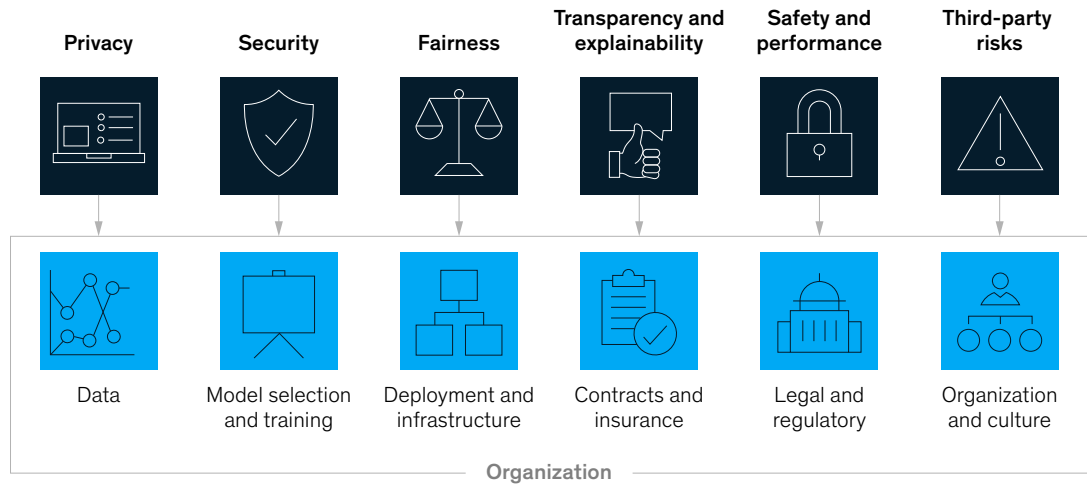 Privacy
Security
Fairness
Transparency and
explainability
Safety and
performance
Third-party
risks
Data
Model selection
and training
Deployment and
infrastructure
Contracts and
insurance
Legal and
regulatory
Organization
and culture
Organization